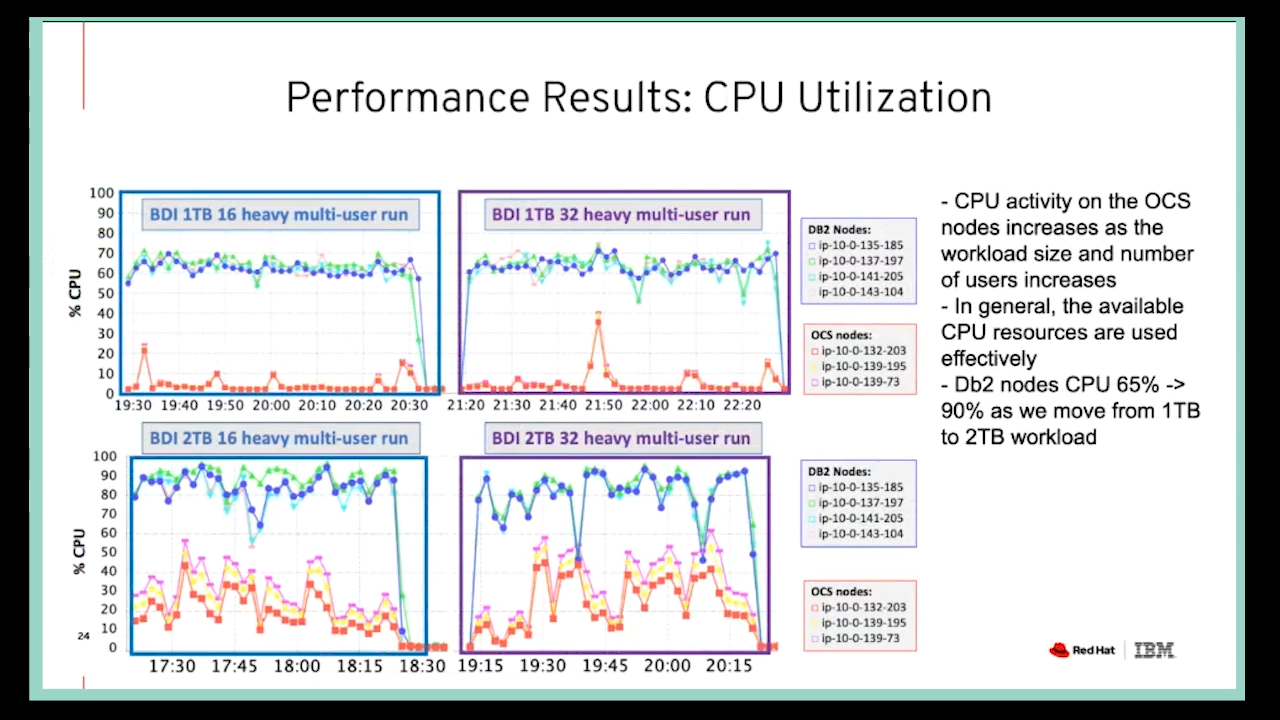 Performance Results: CPU Utilization
100
90
80
70
60
50
40
30
20
10
0
% CPU
BDI 1TB 16 heavy multi-user run
19:30 19:40 19:50 20:00 20:10 20:20 20:30
BDI 1TB 32 heavy multi-user run
21:20 21:30 21:40 21:50 22:00 22:10 22:20
DB2 Nodes:
ip-10-0-135-185
ip-10-0-137-197
ip-10-0-141-205
ip-10-0-143-104
OCS nodes:
ip-10-0-132-203
ip-10-0-139-195
ip-10-0-139-73
- CPU activity on the OCS
nodes increases as the
workload size and number
of users increases
- In general, the available
CPU resources are used
effectively
- Db2 nodes CPU 65% ->
90% as we move from 1TB
to 2TB workload
100
90
80
70
60
50
40
30
20
10
0
% CPU
BDI 2TB 16 heavy multi-user run
17:30 17:45 18:00 18:15 18:30
BDI 2TB 32 heavy multi-user run
19:15 19:30 19:45 20:00 20:15
DB2 Nodes:
ip-10-0-135-185
ip-10-0-137-197
ip-10-0-141-205
ip-10-0-143-104
OCS nodes:
ip-10-0-132-203
ip-10-0-139-195
ip-10-0-139-73
24
Red Hat
IBM